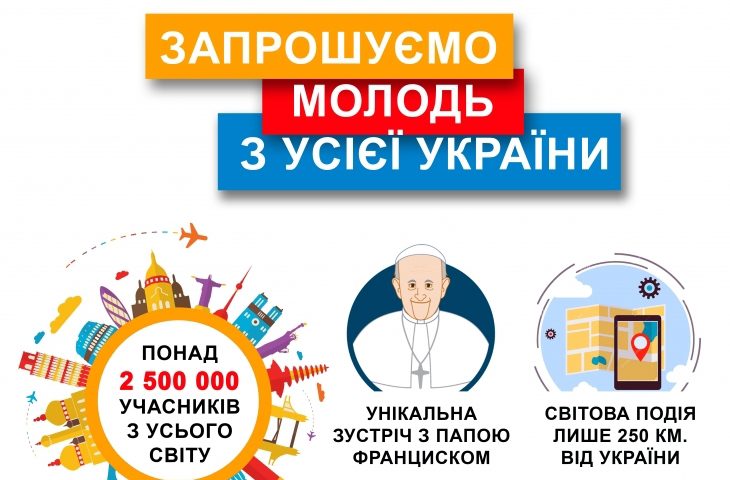 ЗАПРОШУЄМО
МОЛОДЬ
З УСІЄЇ УКРАЇНИ
ПОНАД
2 500 000
УЧАСНИКІВ
З УСЬОГО
СВІТУ
УНІКАЛЬНА
ЗУСТРІЧ З ПАПОЮ
ФРАНЦИСКОМ
СВІТОВА ПОДІЯ
ЛИШЕ 250 КМ.
ВІД УКРАЇНИ